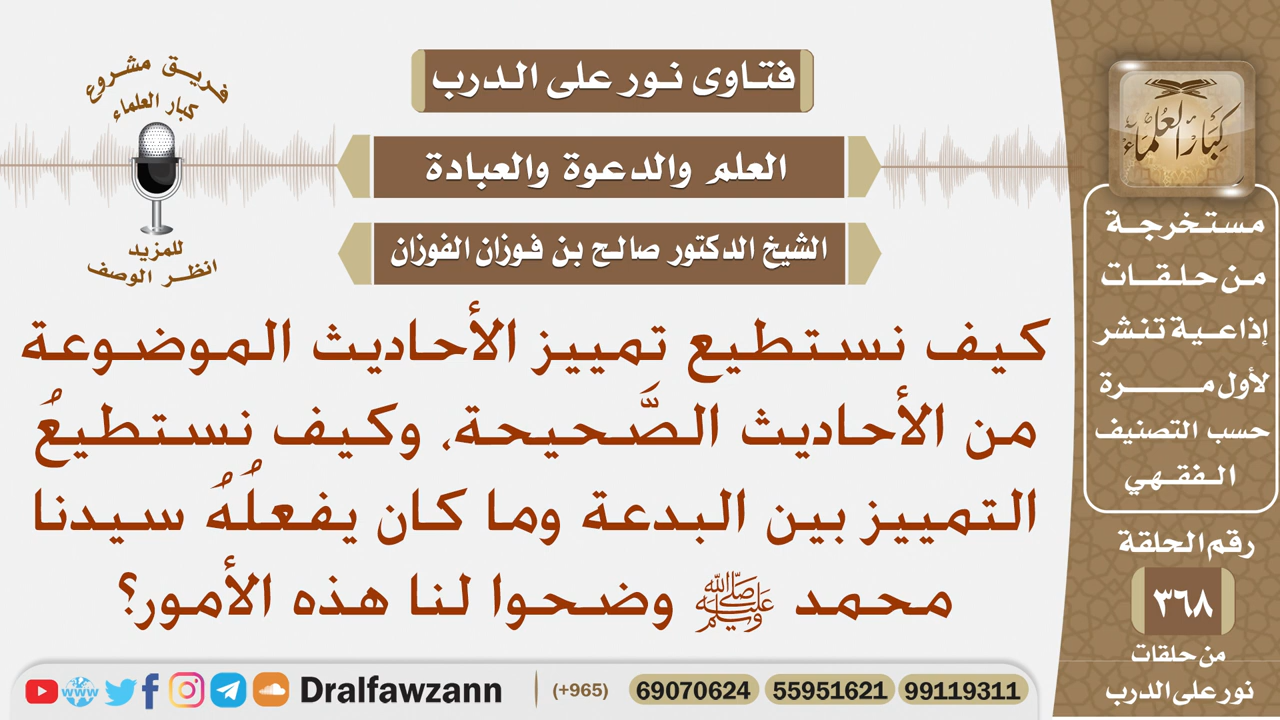 فتاوى نور على الدرب
العلم والدعوة والعبادة
الشيخ الدكتور صالح بن فوزان الفوزان
كيف نستطيع تمييز الأحاديث الموضوعة
من الأحاديث الصَّحيحة، وكيف نستطيعُ
التمييز بين البدعة وما كان يفعلُهُ سيدنا
محمد ﷺ وضحوا لنا هذه الأمور؟
كبار العلماء
مستخرجة
من حلقات
إذاعية تنشر
لأول مرة
حسب التصنيف
الفقهي
رقم الحلقة
٣٦٨
من حلقات
نور على الدرب
فريق مشروع
كبار العلماء
للمزيد
انظر الوصف
www
Dralfawzann
(+965) 69070624 55951621 99119311